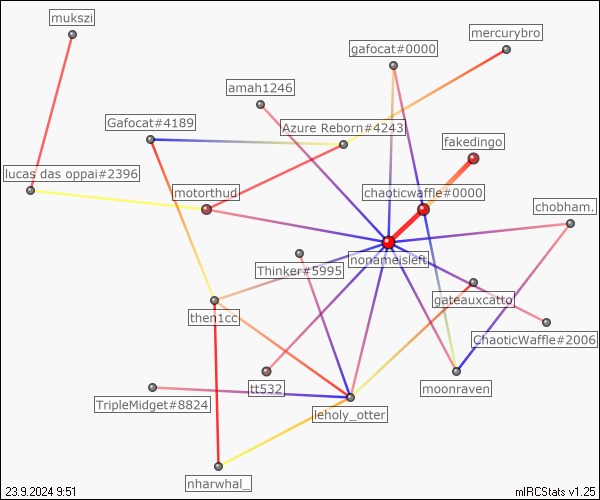 mukszi
mercurybro
gafocat#0000
amah1246
Gafocat#4189
Azure Reborn#4243
fakedingo
lucas das oppai#2396
motorthud
chaoticwaffle#0000
chobham.
nonameisleft
Thinker#5995
gateauxcatto
then1cc
ChaoticWaffle#2006
tt532
moonraven
TripleMidget#8824
leholy_otter
nharwhal_
23.9.2024 9:51
mIRCStats v1.25